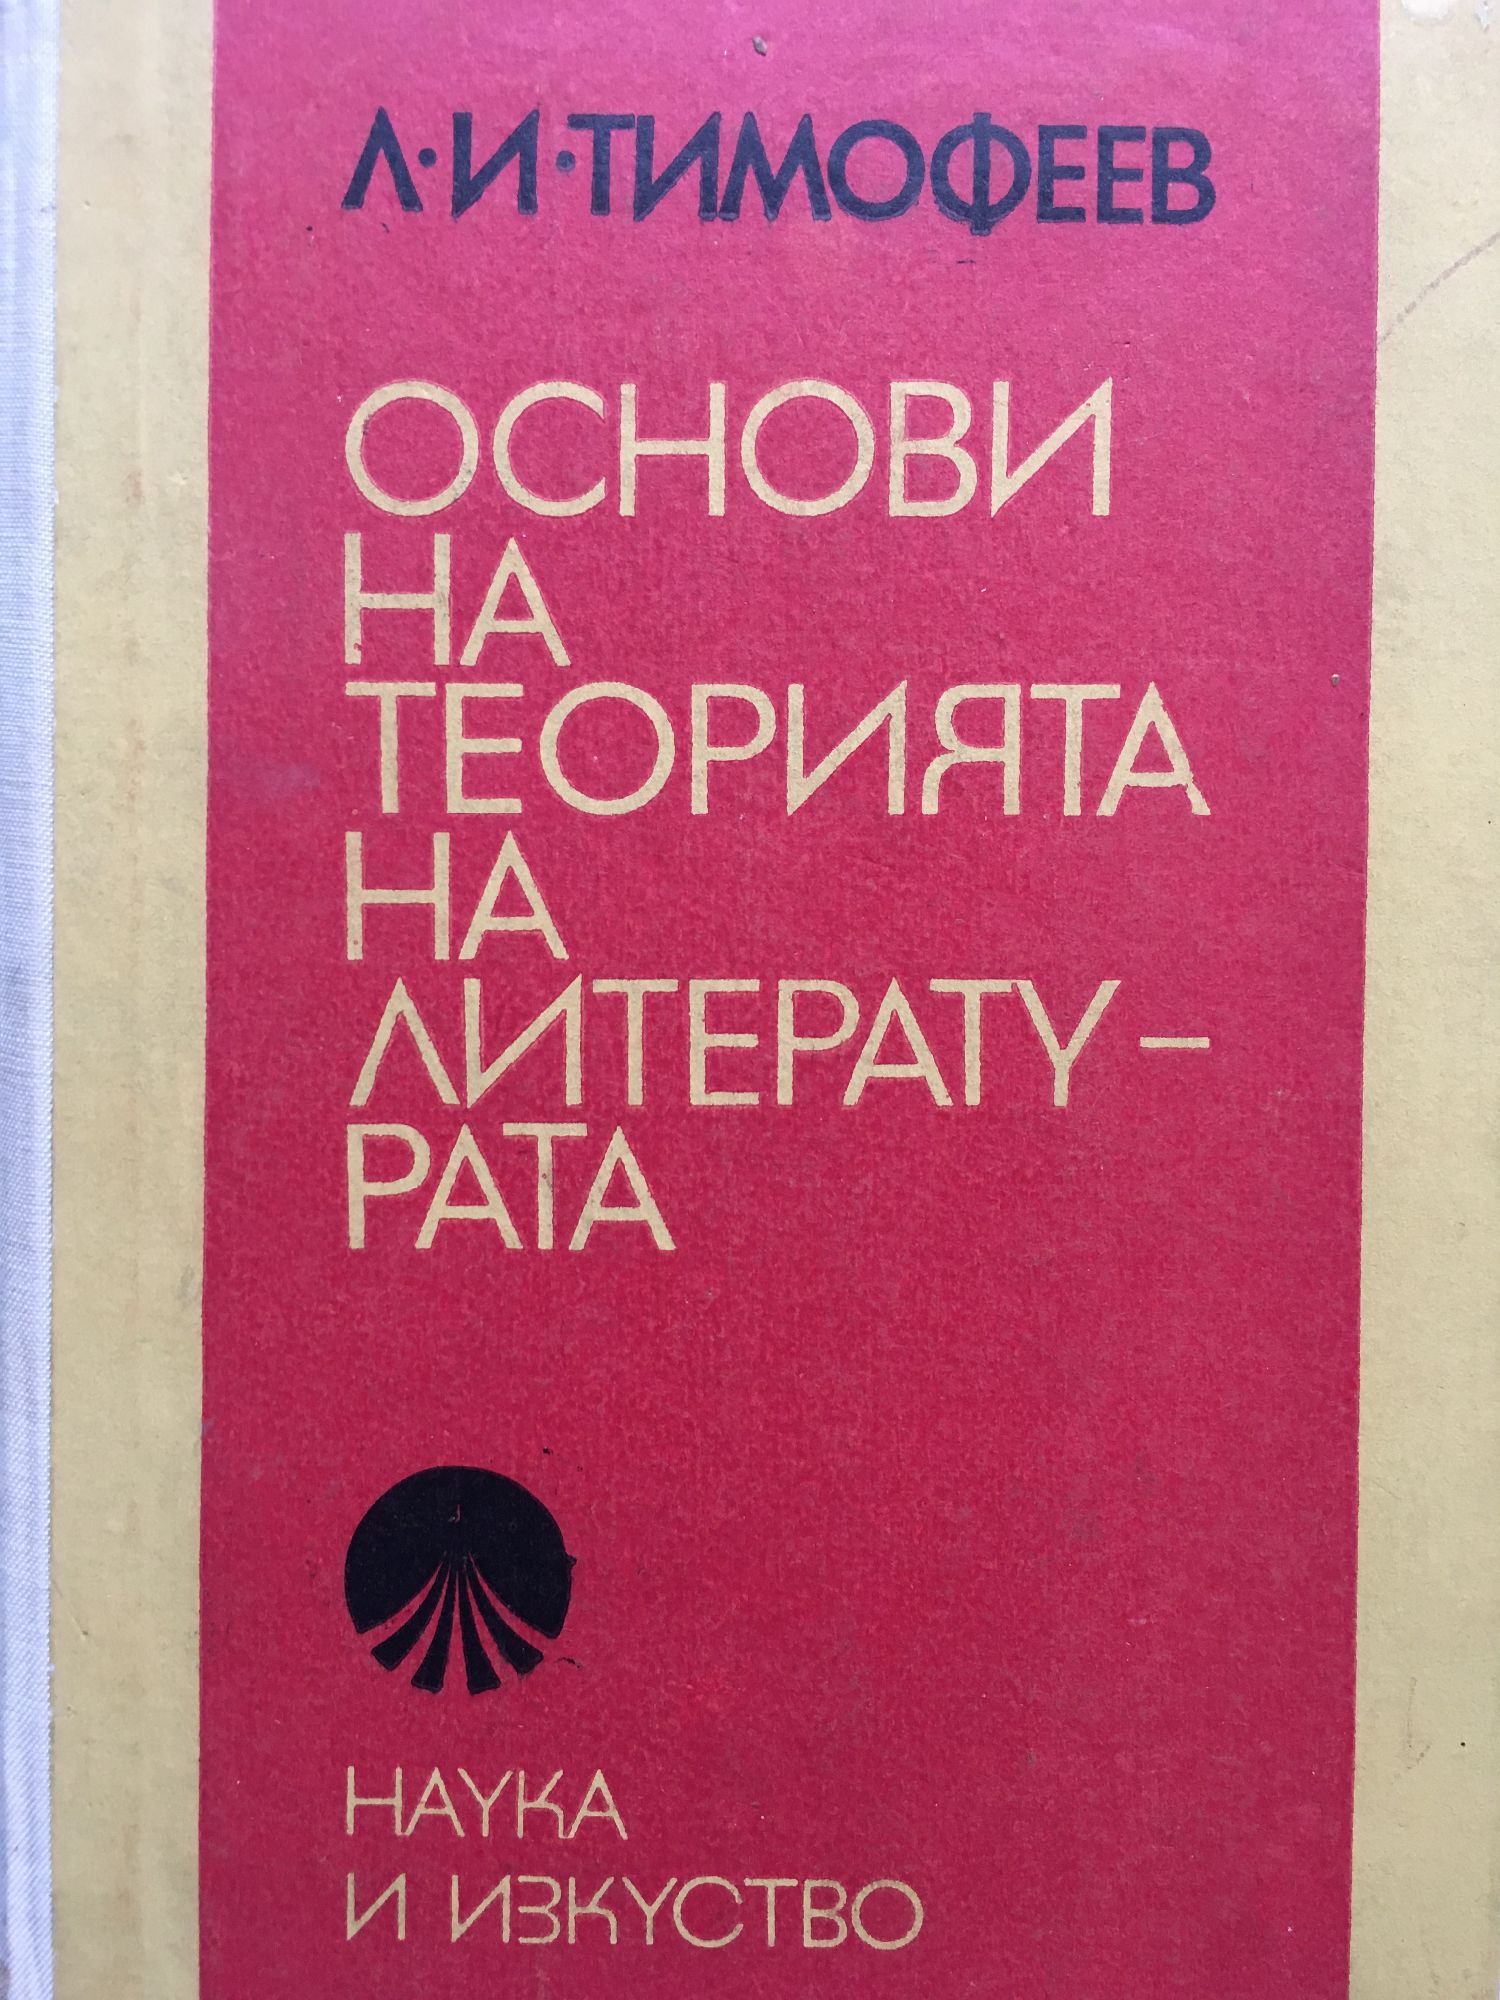 Л·И·ТИМОФЕЕВ
ОСНОВИ
НА
ТЕОРИЯТА
НА
ЛИТЕРАТУ-
РАТА
НАУКА
И ИЗКУСТВО